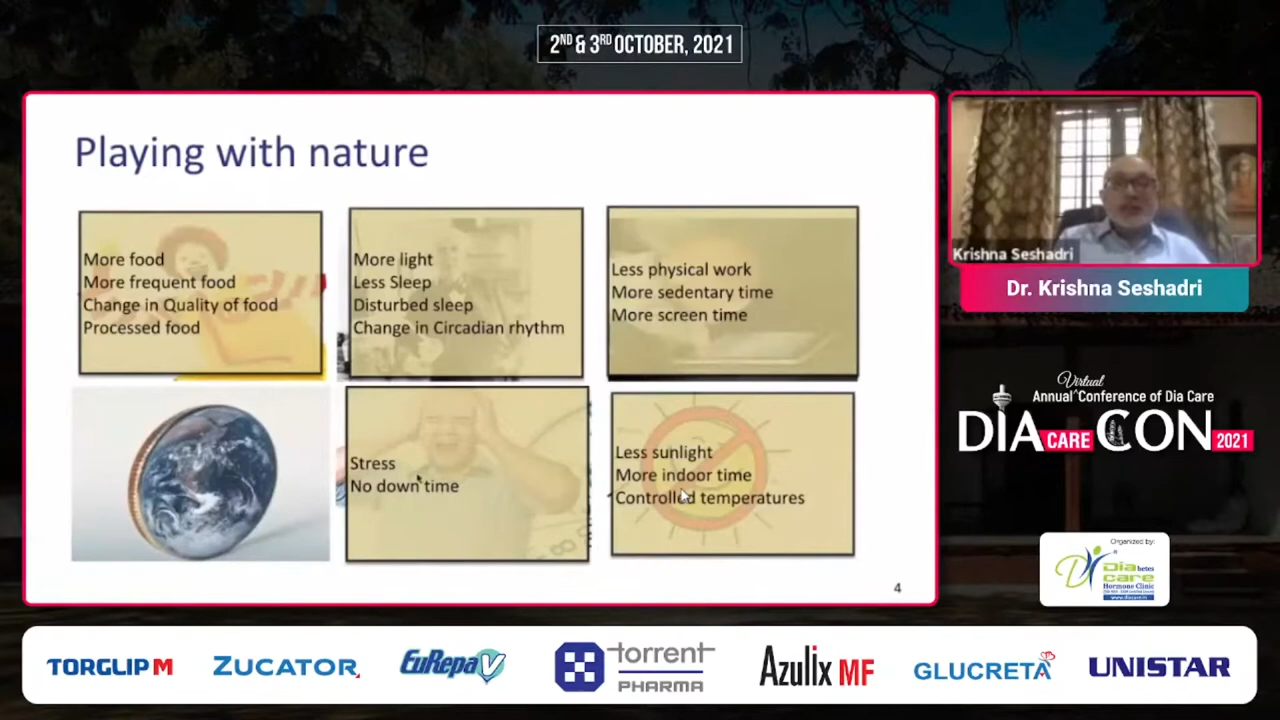 2ND & 3RD OCTOBER, 2021
Playing with nature
More food
More frequent food
Change in Quality of food
Processed food
More light
Less Sleep
Disturbed sleep
Change in Circadian rhythm
Less physical work
More sedentary time
More screen time
Stress
No down time
Less sunlight
More indoor time
Controlled temperatures
4
Krishna Seshadri
Dr. Krishna Seshadri
Virtual
Annual Conference of Dia Care
DIA CARE CON 2021
Organized by:
Diabetes
care
Hormone Clinic
TORGLIP M
ZUCATOR
EuRepa V
torrent
PHARMA
Azulix MF
GLUCRETA
UNISTAR